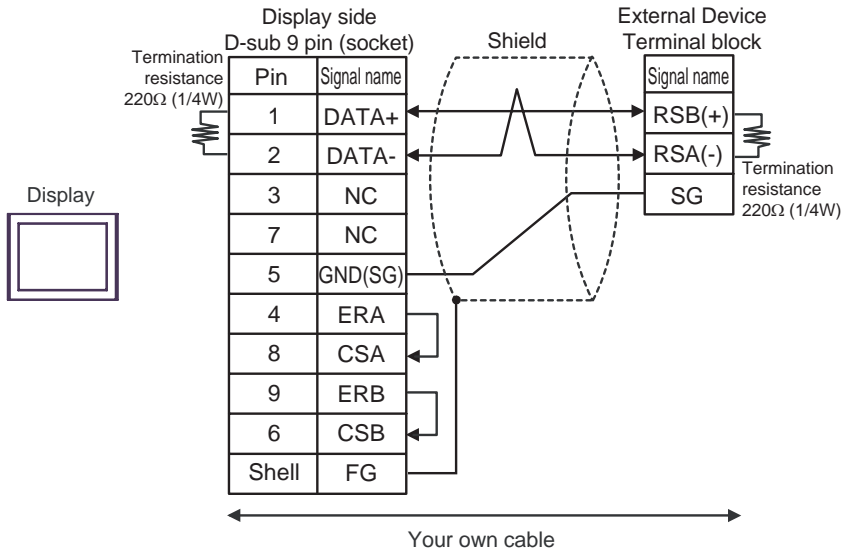 Display side
D-sub 9 pin (socket)
Shield
External Device
Terminal block
Termination
resistance
220Ω (1/4W)
Pin Signal name
Signal name
1 DATA+
RSB(+)
2 DATA-
RSA(-)
Termination
resistance
220Ω (1/4W)
3 NC
SG
Display
7 NC
5 GND(SG)
4 ERA
8 CSA
9 ERB
6 CSB
Shell FG
Your own cable